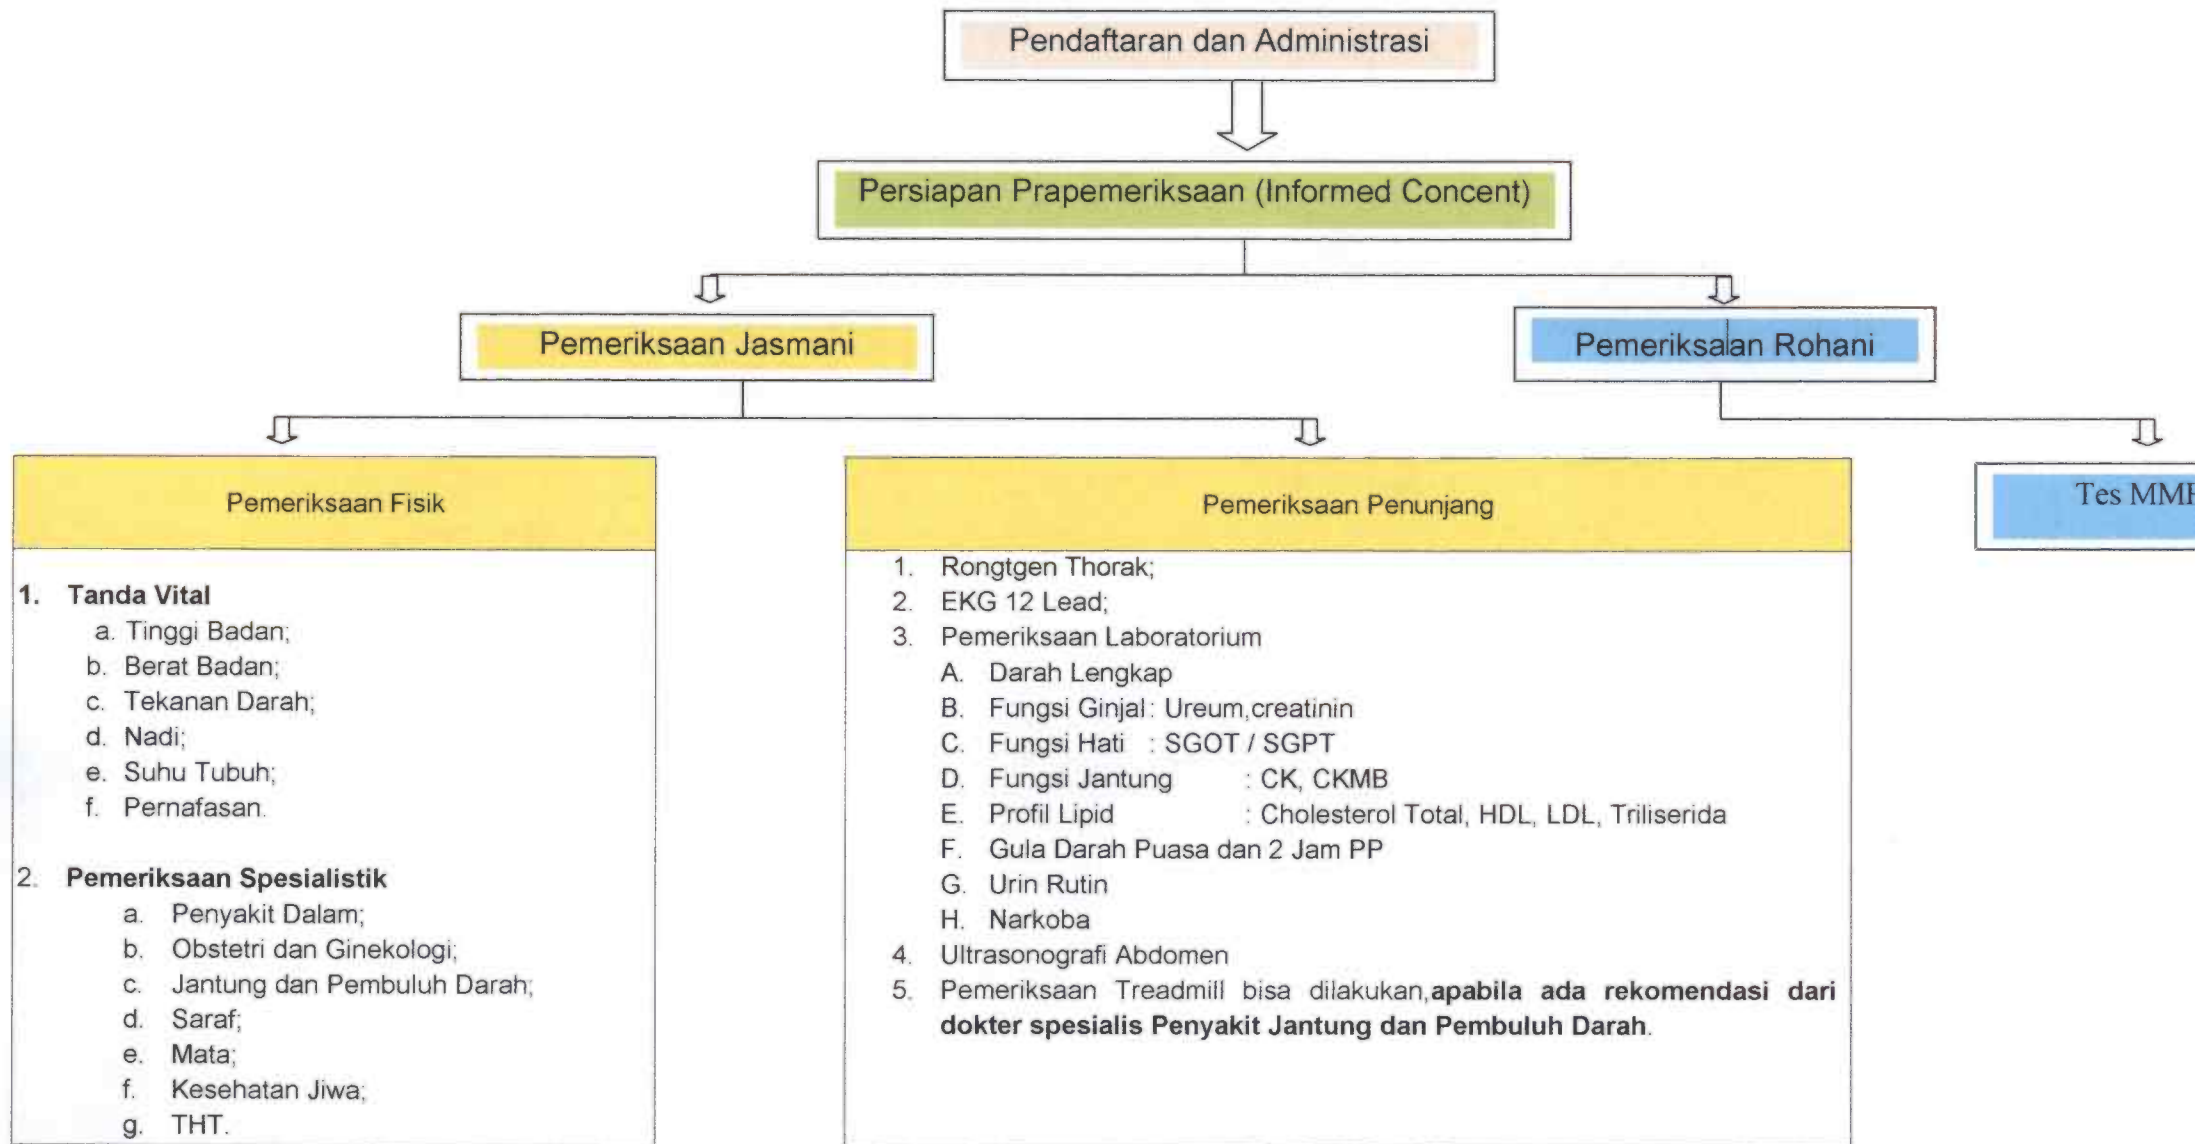 Pendaftaran dan Administrasi
Persiapan Prapemeriksaan (Informed Concent)
Pemeriksaan Jasmani
Pemeriksaan Rohani
Pemeriksaan Fisik
1. Tanda Vital
a. Tinggi Badan;
b. Berat Badan;
c. Tekanan Darah;
d. Nadi;
e. Suhu Tubuh;
f. Pernafasan.
2. Pemeriksaan Spesialistik
a. Penyakit Dalam;
b. Obstetri dan Ginekologi;
c. Jantung dan Pembuluh Darah;
d. Saraf;
e. Mata;
f. Kesehatan Jiwa;
g. THT.
Pemeriksaan Penunjang
1. Rongtgen Thorak;
2. EKG 12 Lead;
3. Pemeriksaan Laboratorium
A. Darah Lengkap
B. Fungsi Ginjal : Ureum,creatinin
C. Fungsi Hati : SGOT / SGPT
D. Fungsi Jantung : CK, CKMB
E. Profil Lipid : Cholesterol Total, HDL, LDL, Triliserida
F. Gula Darah Puasa dan 2 Jam PP
G. Urin Rutin
H. Narkoba
4. Ultrasonografi Abdomen
5. Pemeriksaan Treadmill bisa dilakukan,apabila ada rekomendasi dari
dokter spesialis Penyakit Jantung dan Pembuluh Darah.
Tes